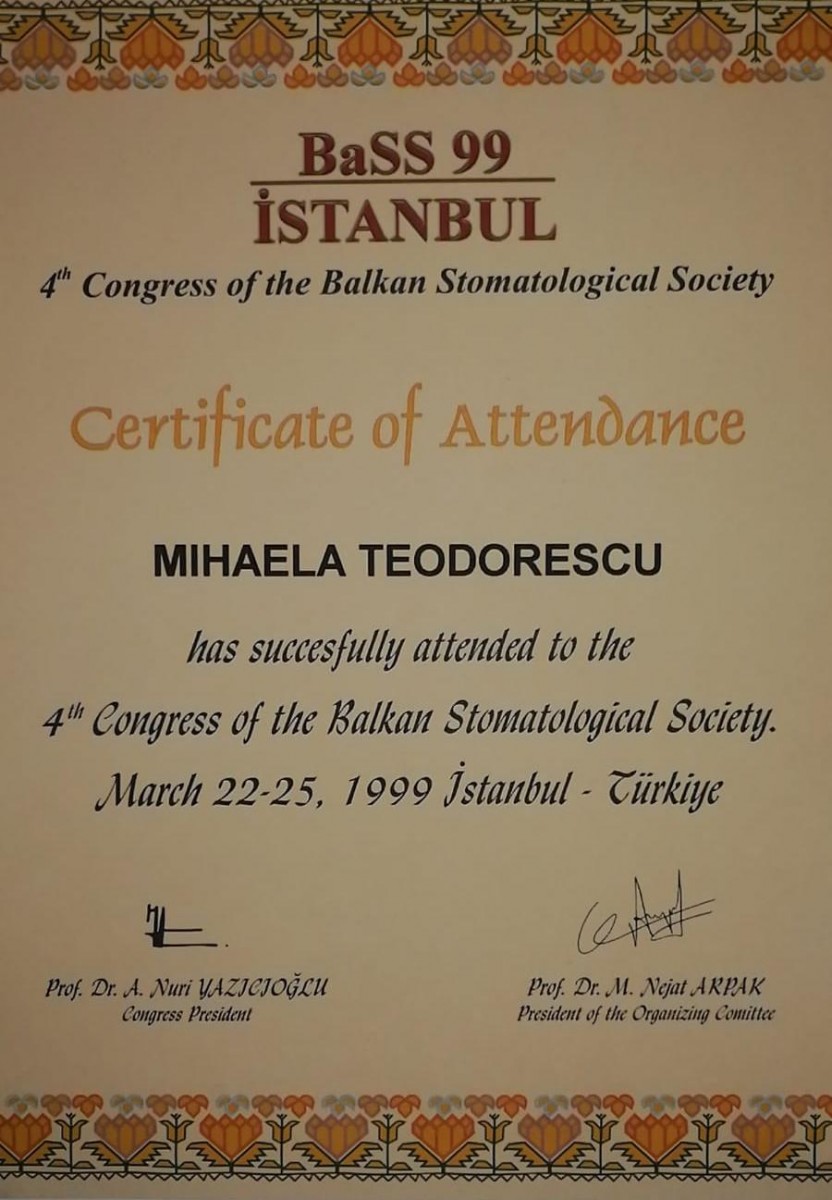 BaSS 99
İSTANBUL
4th Congress of the Balkan Stomatological Society
Certificate of Attendance
MIHAELA TEODORESCU
has succesfully attended to the
4th Congress of the Balkan Stomatological Society.
March 22-25, 1999 İstanbul - Türkiye
Prof. Dr. A. Nuri YAZICIOĞLU
Congress President
Prof. Dr. M. Nejat ARPAK
President of the Organizing Comittee